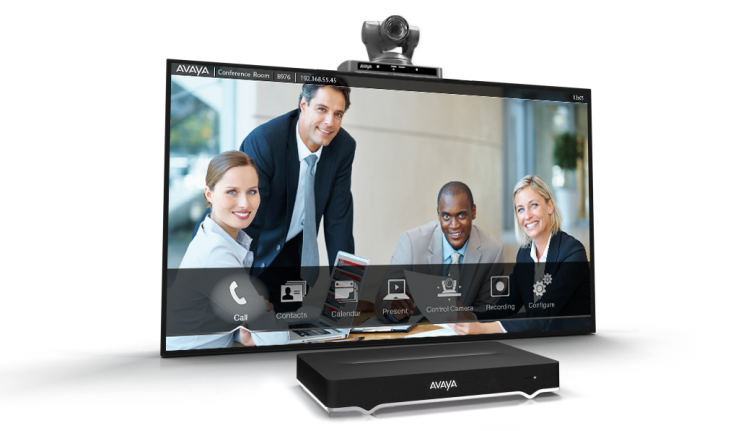 AVAYA
AVAYA Conference Room 8976 192.168.55.45
Call Contacts Calendar Present Control Camera Recording Configure
AVAYA